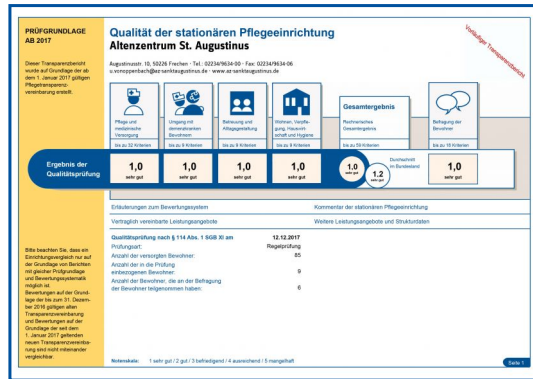 PRÜFGRUNDLAGE
AB 2017
Dieser Transparenzbericht
wurde auf Grundlage der ab
dem 1. Januar 2017 gültigen
Pflegetransparenz-
vereinbarung erstellt.
Qualität der stationären Pflegeeinrichtung
Altenzentrum St. Augustinus
Augustinusstr. 10, 50226 Frechen · Tel.: 02234/9634-00 · Fax: 02234/9634-06
u.vonoppenbach@az-sanktaugustinus.de · www.az-sanktaugustinus.de
Vorläufiger Transparenzbericht
Pflege und
medizinische
Versorgung
bis zu 32 Kriterien
Umgang mit
demenzkranken
Bewohnern
bis zu 9 Kriterien
Betreuung und
Alltagsgestaltung
bis zu 9 Kriterien
Wohnen, Verpfle-
gung, Hauswirt-
schaft und Hygiene
bis zu 9 Kriterien
Gesamtergebnis
Rechnerisches
Gesamtergebnis
bis zu 59 Kriterien
Befragung der
Bewohner
bis zu 18 Kriterien
Ergebnis der
Qualitätsprüfung
1,0
sehr gut
1,0
sehr gut
1,0
sehr gut
1,0
sehr gut
1,0
sehr gut
1,2
sehr gut
Durchschnitt
im Bundesland
1,0
sehr gut
Erläuterungen zum Bewertungssystem
Kommentar der stationären Pflegeeinrichtung
Vertraglich vereinbarte Leistungsangebote
Weitere Leistungsangebote und Strukturdaten
Qualitätsprüfung nach § 114 Abs. 1 SGB XI am 12.12.2017
Prüfungsart: Regelprüfung
Anzahl der versorgten Bewohner: 85
Anzahl der in die Prüfung
einbezogenen Bewohner: 9
Anzahl der Bewohner, die an der Befragung
der Bewohner teilgenommen haben: 6
Bitte beachten Sie, dass ein
Einrichtungsvergleich nur auf
der Grundlage von Berichten
mit gleicher Prüfgrundlage
und Bewertungssystematik
möglich ist.
Bewertungen auf der Grund-
lage der bis zum 31. Dezem-
ber 2016 gültigen alten
Transparenzvereinbarung
und Bewertungen auf der
Grundlage der seit dem
1. Januar 2017 geltenden
neuen Transparenzvereinba-
rung sind nicht miteinander
vergleichbar.
Notenskala: 1 sehr gut / 2 gut / 3 befriedigend / 4 ausreichend / 5 mangelhaft
Seite 1